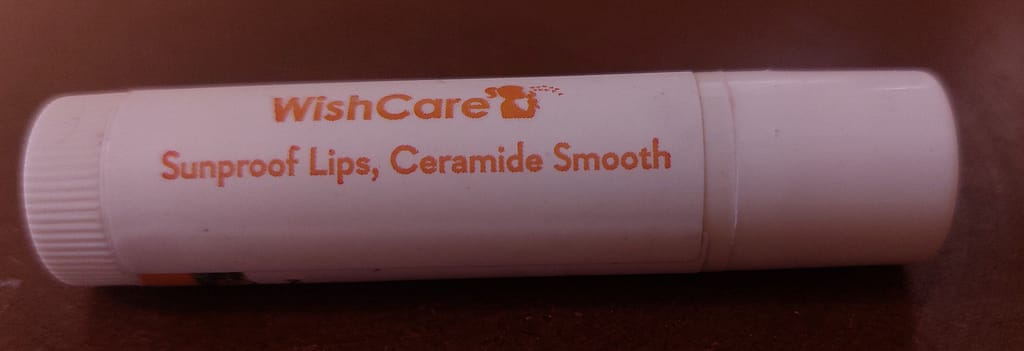 WishCare
Sunproof Lips, Ceramide Smooth